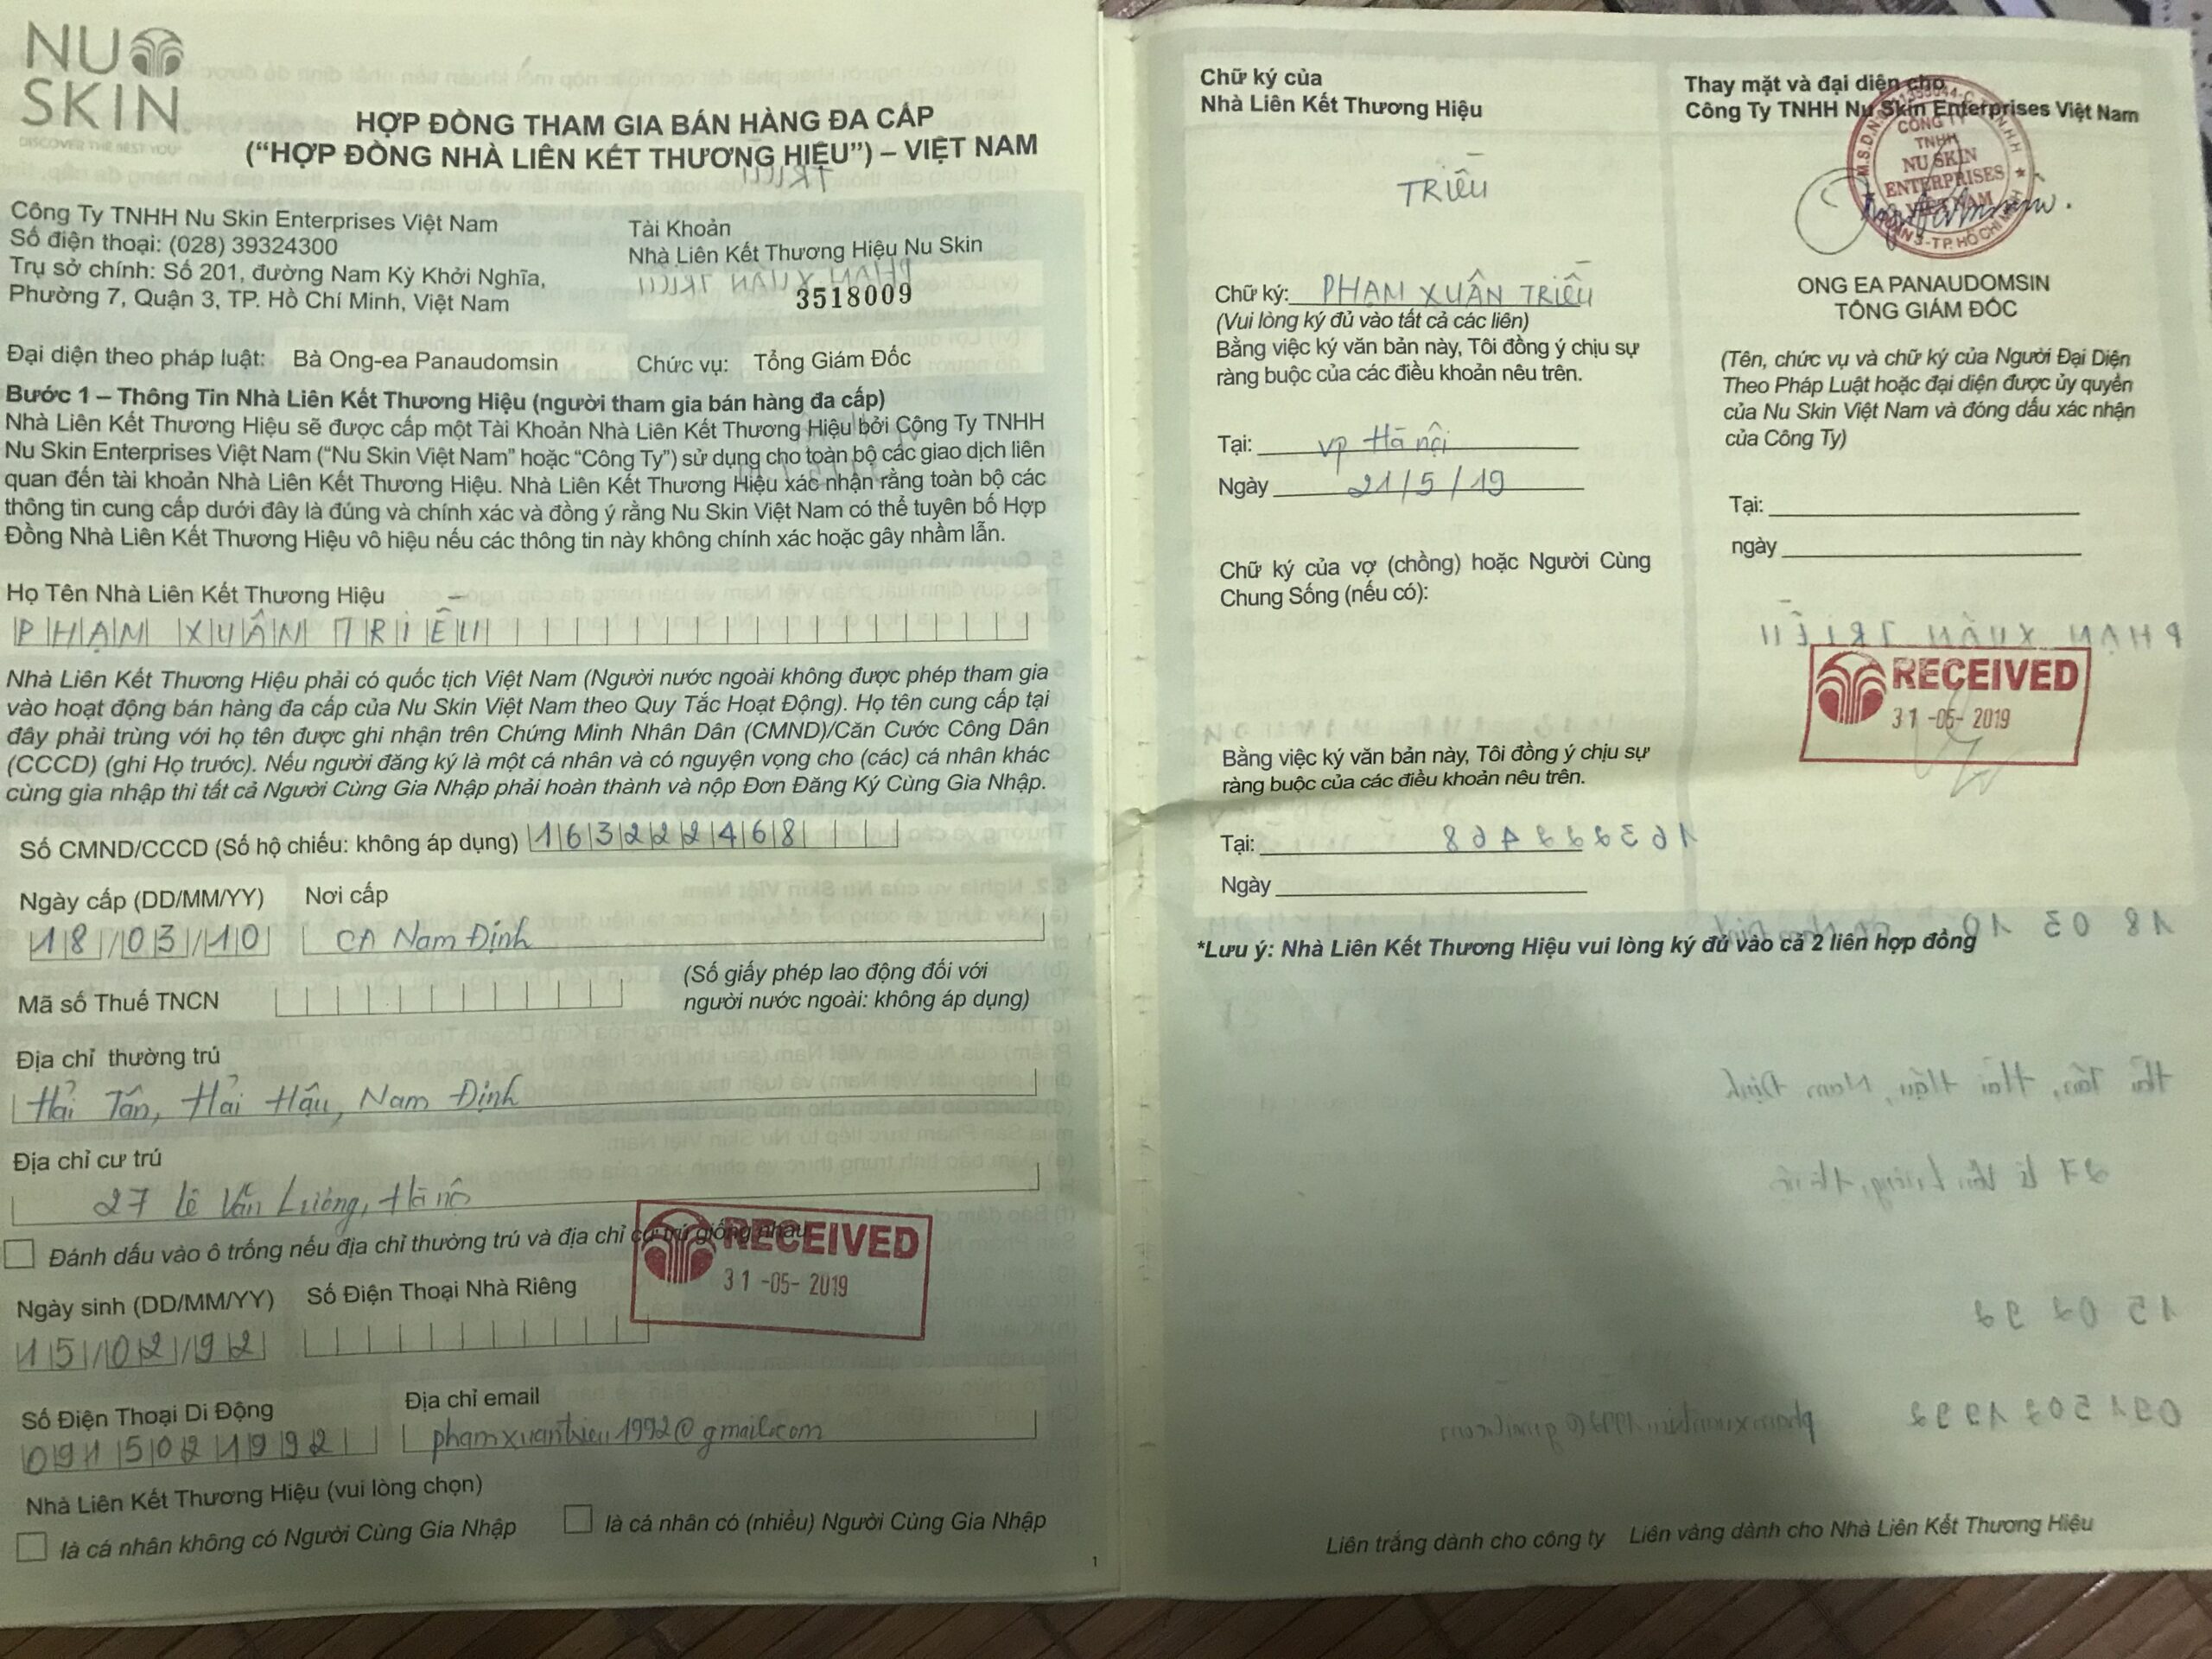 NU SKIN
DISCOVER THE BEST YOU
HỢP ĐỒNG THAM GIA BÁN HÀNG ĐA CẤP
(“HỢP ĐỒNG NHÀ LIÊN KẾT THƯƠNG HIỆU”) – VIỆT NAM
Công Ty TNHH Nu Skin Enterprises Việt Nam
Số điện thoại: (028) 39324300
Trụ sở chính: Số 201, đường Nam Kỳ Khởi Nghĩa,
Phường 7, Quận 3, TP. Hồ Chí Minh, Việt Nam
Tài Khoản
Nhà Liên Kết Thương Hiệu Nu Skin
3518009
Đại diện theo pháp luật: Bà Ong-ea Panaudomsin Chức vụ: Tổng Giám Đốc
Bước 1 – Thông Tin Nhà Liên Kết Thương Hiệu (người tham gia bán hàng đa cấp)
Nhà Liên Kết Thương Hiệu sẽ được cấp một Tài Khoản Nhà Liên Kết Thương Hiệu bởi Công Ty TNHH
Nu Skin Enterprises Việt Nam (“Nu Skin Việt Nam” hoặc “Công Ty”) sử dụng cho toàn bộ các giao dịch liên
quan đến tài khoản Nhà Liên Kết Thương Hiệu. Nhà Liên Kết Thương Hiệu xác nhận rằng toàn bộ các
thông tin cung cấp dưới đây là đúng và chính xác và đồng ý rằng Nu Skin Việt Nam có thể tuyên bố Hợp
Đồng Nhà Liên Kết Thương Hiệu vô hiệu nếu các thông tin này không chính xác hoặc gây nhầm lẫn.
Họ Tên Nhà Liên Kết Thương Hiệu
PHẠM XUÂN TRIỀU
Nhà Liên Kết Thương Hiệu phải có quốc tịch Việt Nam (Người nước ngoài không được phép tham gia
vào hoạt động bán hàng đa cấp của Nu Skin Việt Nam theo Quy Tắc Hoạt Động). Họ tên cung cấp tại
đây phải trùng với họ tên được ghi nhận trên Chứng Minh Nhân Dân (CMND)/Căn Cước Công Dân
(CCCD) (ghi Họ trước). Nếu người đăng ký là một cá nhân và có nguyện vọng cho (các) cá nhân khác
cùng gia nhập thì tất cả Người Cùng Gia Nhập phải hoàn thành và nộp Đơn Đăng Ký Cùng Gia Nhập.
Số CMND/CCCD (Số hộ chiếu: không áp dụng) 163222468
Ngày cấp (DD/MM/YY) Nơi cấp
18/03/10 CA Nam Định
Mã số Thuế TNCN
(Số giấy phép lao động đối với
người nước ngoài: không áp dụng)
Địa chỉ thường trú
Hải Tân, Hải Hậu, Nam Định
Địa chỉ cư trú
27 Lê Văn Lương, Hà nội
Đánh dấu vào ô trống nếu địa chỉ thường trú và địa chỉ cư trú giống nhau
RECEIVED
31-05-2019
Ngày sinh (DD/MM/YY) Số Điện Thoại Nhà Riêng
15/02/92
Số Điện Thoại Di Động Địa chỉ email
0915021992 phamxuantrieu1992@gmail.com
Nhà Liên Kết Thương Hiệu (vui lòng chọn)
là cá nhân không có Người Cùng Gia Nhập là cá nhân có (nhiều) Người Cùng Gia Nhập
1
Chữ ký của
Nhà Liên Kết Thương Hiệu
TRIỀU
Chữ ký: PHẠM XUÂN TRIỀU
(Vui lòng ký đủ vào tất cả các liên)
Bằng việc ký văn bản này, Tôi đồng ý chịu sự
ràng buộc của các điều khoản nêu trên.
Tại: vp Hà nội
Ngày 21/5/19
Chữ ký của vợ (chồng) hoặc Người Cùng
Chung Sống (nếu có):
Bằng việc ký văn bản này, Tôi đồng ý chịu sự
ràng buộc của các điều khoản nêu trên.
Tại:
Ngày
Thay mặt và đại diện cho
Công Ty TNHH Nu Skin Enterprises Việt Nam
CÔNG TY
TNHH
NU SKIN
ENTERPRISES
VIỆT NAM
QUẬN 3 - TP. HỒ CHÍ MINH
ONG EA PANAUDOMSIN
TỔNG GIÁM ĐỐC
(Tên, chức vụ và chữ ký của Người Đại Diện
Theo Pháp Luật hoặc đại diện được ủy quyền
của Nu Skin Việt Nam và đóng dấu xác nhận
của Công Ty)
Tại:
ngày
RECEIVED
31-05-2019
*Lưu ý: Nhà Liên Kết Thương Hiệu vui lòng ký đủ vào cả 2 liên hợp đồng
Liên trắng dành cho công ty Liên vàng dành cho Nhà Liên Kết Thương Hiệu